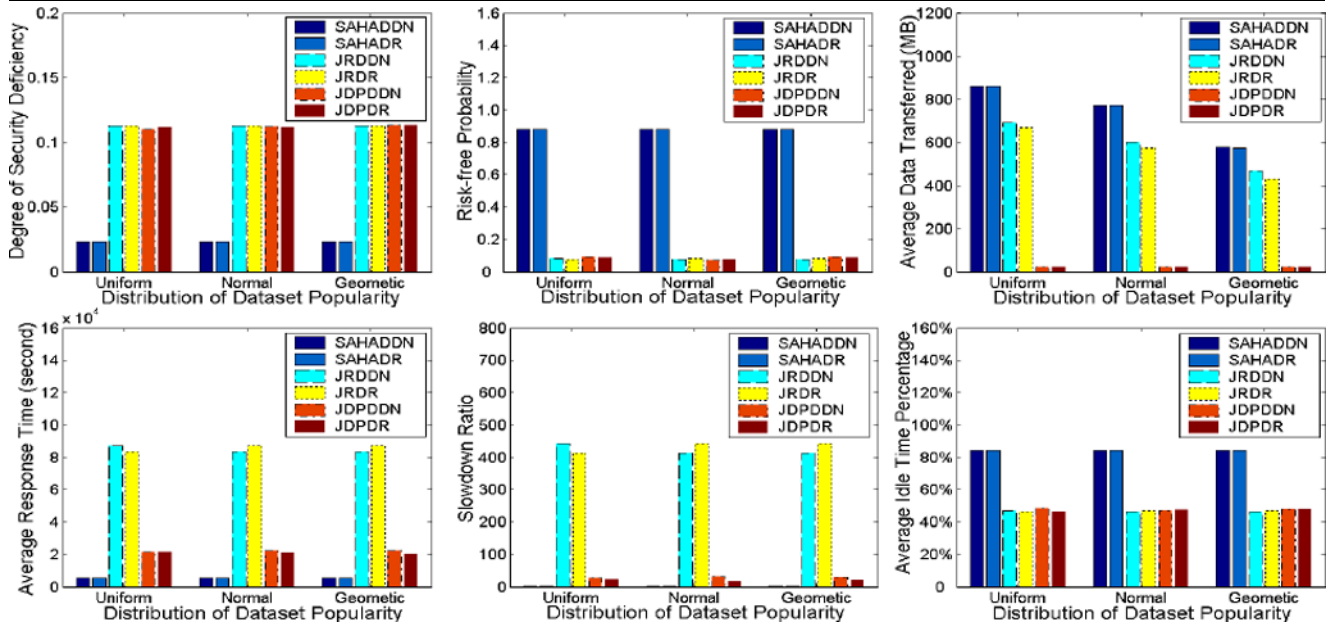 Degree of Security Deficiency
0.2
0.15
0.1
0.05
0
SAHADDN
SAHADR
JRDDN
JRDR
JDPDDN
JDPDR
Uniform Normal Geometic
Distribution of Dataset Popularity
Risk-free Probability
1.6
1.4
1.2
1.0
0.8
0.6
0.4
0.2
0
SAHADDN
SAHADR
JRDDN
JRDR
JDPDDN
JDPDR
Uniform Normal Geometic
Distribution of Dataset Popularity
Average Data Transferred (MB)
1200
1000
800
600
400
200
0
SAHADDN
SAHADR
JRDDN
JRDR
JDPDDN
JDPDR
Uniform Normal Geometic
Distribution of Dataset Popularity
Average Response Time (second)
× 10⁴
16
14
12
10
8
6
4
2
0
SAHADDN
SAHADR
JRDDN
JRDR
JDPDDN
JDPDR
Uniform Normal Geometic
Distribution of Dataset Popularity
Slowdown Ratio
800
700
600
500
400
300
200
100
0
SAHADDN
SAHADR
JRDDN
JRDR
JDPDDN
JDPDR
Uniform Normal Geometic
Distribution of Dataset Popularity
Average Idle Time Percentage
160%
140%
120%
100%
80%
60%
40%
20%
0
SAHADDN
SAHADR
JRDDN
JRDR
JDPDDN
JDPDR
Uniform Normal Geometic
Distribution of Dataset Popularity